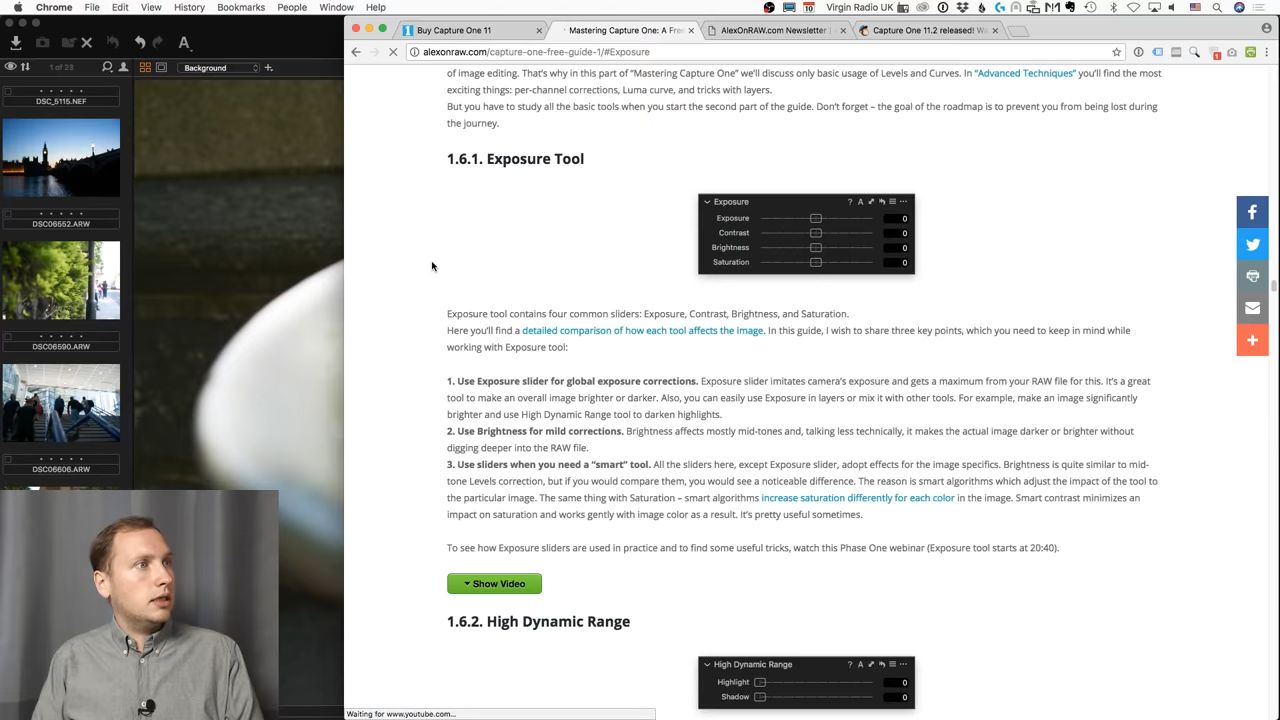 Chrome File Edit View History Bookmarks People Window Help Virgin Radio UK
Buy Capture One 11 Mastering Capture One: A Fre AlexOnRAW.com Newsletter | Capture One 11.2 released! W
alexonraw.com/capture-one-free-guide-1/#Exposure
1 of 23 Background
DSC_5115.NEF
DSC06552.ARW
DSC06590.ARW
DSC06606.ARW
of image editing. That's why in this part of "Mastering Capture One" we'll discuss only basic usage of Levels and Curves. In "Advanced Techniques" you'll find the most
exciting things: per-channel corrections, Luma curve, and tricks with layers.
But you have to study all the basic tools when you start the second part of the guide. Don't forget – the goal of the roadmap is to prevent you from being lost during
the journey.
1.6.1. Exposure Tool
Exposure ? A
Exposure 0
Contrast 0
Brightness 0
Saturation 0
Exposure tool contains four common sliders: Exposure, Contrast, Brightness, and Saturation.
Here you'll find a detailed comparison of how each tool affects the image. In this guide, I wish to share three key points, which you need to keep in mind while
working with Exposure tool:
1. Use Exposure slider for global exposure corrections. Exposure slider imitates camera's exposure and gets a maximum from your RAW file for this. It's a great
tool to make an overall image brighter or darker. Also, you can easily use Exposure in layers or mix it with other tools. For example, make an image significantly
brighter and use High Dynamic Range tool to darken highlights.
2. Use Brightness for mild corrections. Brightness affects mostly mid-tones and, talking less technically, it makes the actual image darker or brighter without
digging deeper into the RAW file.
3. Use sliders when you need a "smart" tool. All the sliders here, except Exposure slider, adopt effects for the image specifics. Brightness is quite similar to mid-
tone Levels correction, but if you would compare them, you would see a noticeable difference. The reason is smart algorithms which adjust the impact of the tool to
the particular image. The same thing with Saturation – smart algorithms increase saturation differently for each color in the image. Smart contrast minimizes an
impact on saturation and works gently with image color as a result. It's pretty useful sometimes.
To see how Exposure sliders are used in practice and to find some useful tricks, watch this Phase One webinar (Exposure tool starts at 20:40).
Show Video
1.6.2. High Dynamic Range
High Dynamic Range ? A
Highlight 0
Shadow 0
Waiting for www.youtube.com...